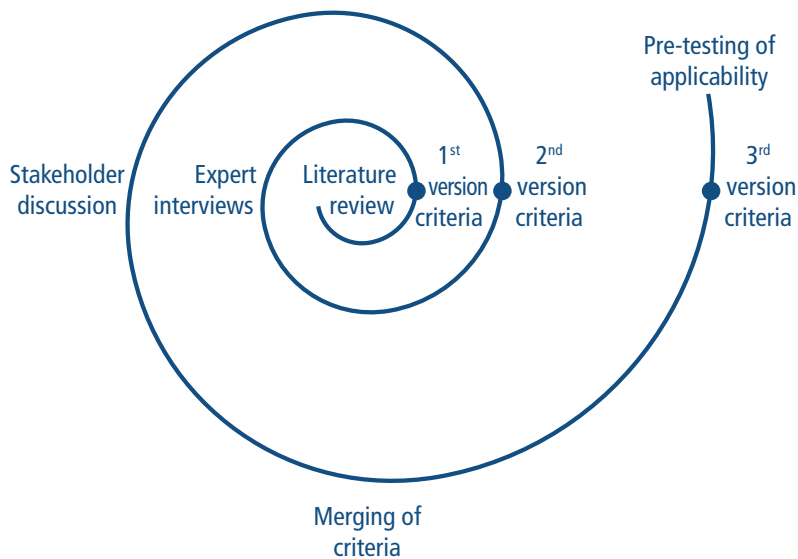 Pre-testing of
applicability
Stakeholder
discussion
Expert
interviews
Literature
review
1st
version
criteria
2nd
version
criteria
3rd
version
criteria
Merging of
criteria